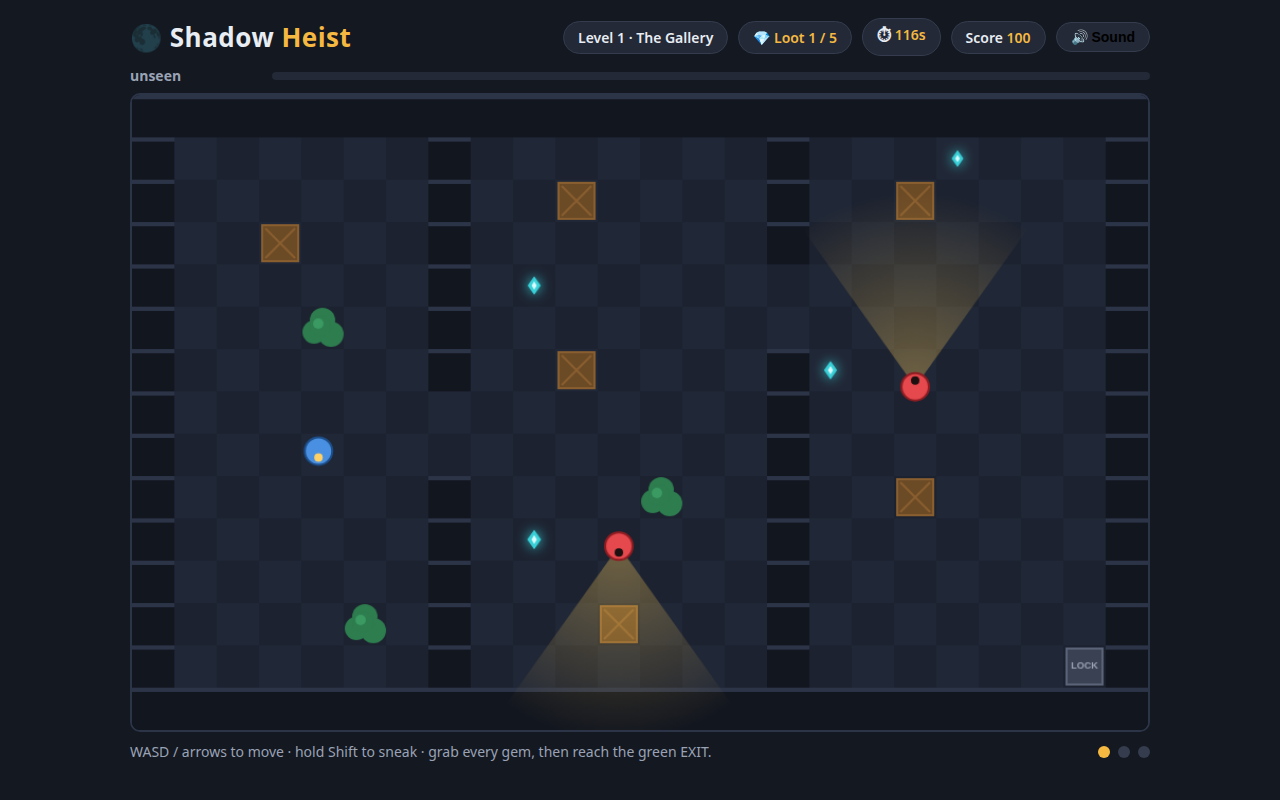 Shadow Heist
Level 1 · The Gallery
Loot 1 / 5
116s
Score 100
Sound
unseen
LOCK
WASD / arrows to move · hold Shift to sneak · grab every gem, then reach the green EXIT.